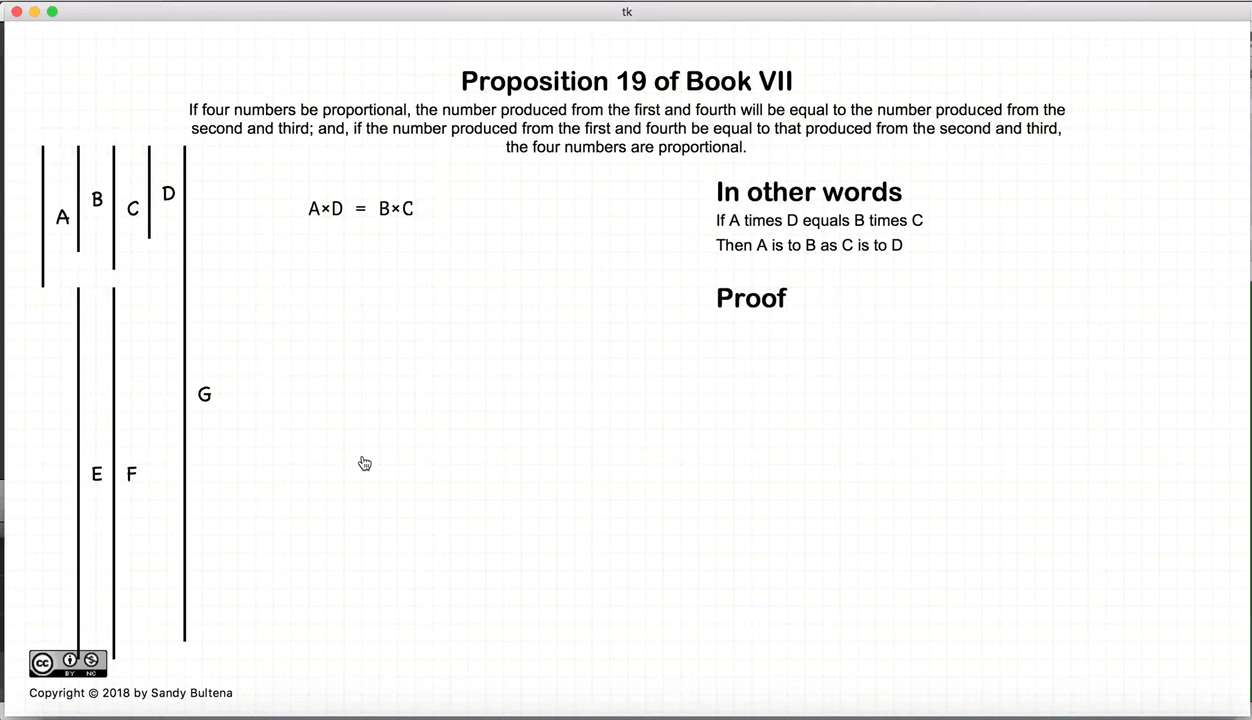 tk
Proposition 19 of Book VII
If four numbers be proportional, the number produced from the first and fourth will be equal to the number produced from the
second and third; and, if the number produced from the first and fourth be equal to that produced from the second and third,
the four numbers are proportional.
In other words
If A times D equals B times C
Then A is to B as C is to D
Proof
A×D = B×C
A
B
C
D
G
E
F
cc
BY NC
Copyright © 2018 by Sandy Bultena